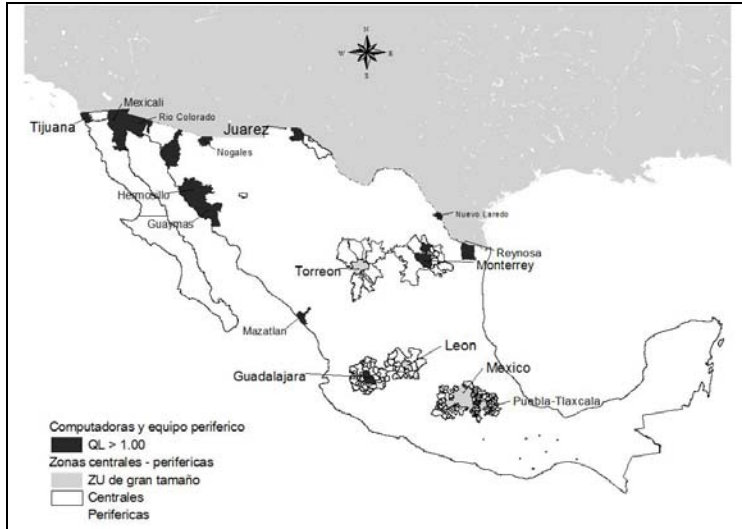 N
W
E
S
Mexicali
Rio Colorado
Tijuana
Juarez
Nogales
Hermosillo
Guaymas
Nuevo Laredo
Reynosa
Torreon
Monterrey
Mazatlan
Leon
Guadalajara
Mexico
Puebla-Tlaxcala
Computadoras y equipo periferico
QL > 1.00
Zonas centrales - perifericas
ZU de gran tamaño
Centrales
Perifericas